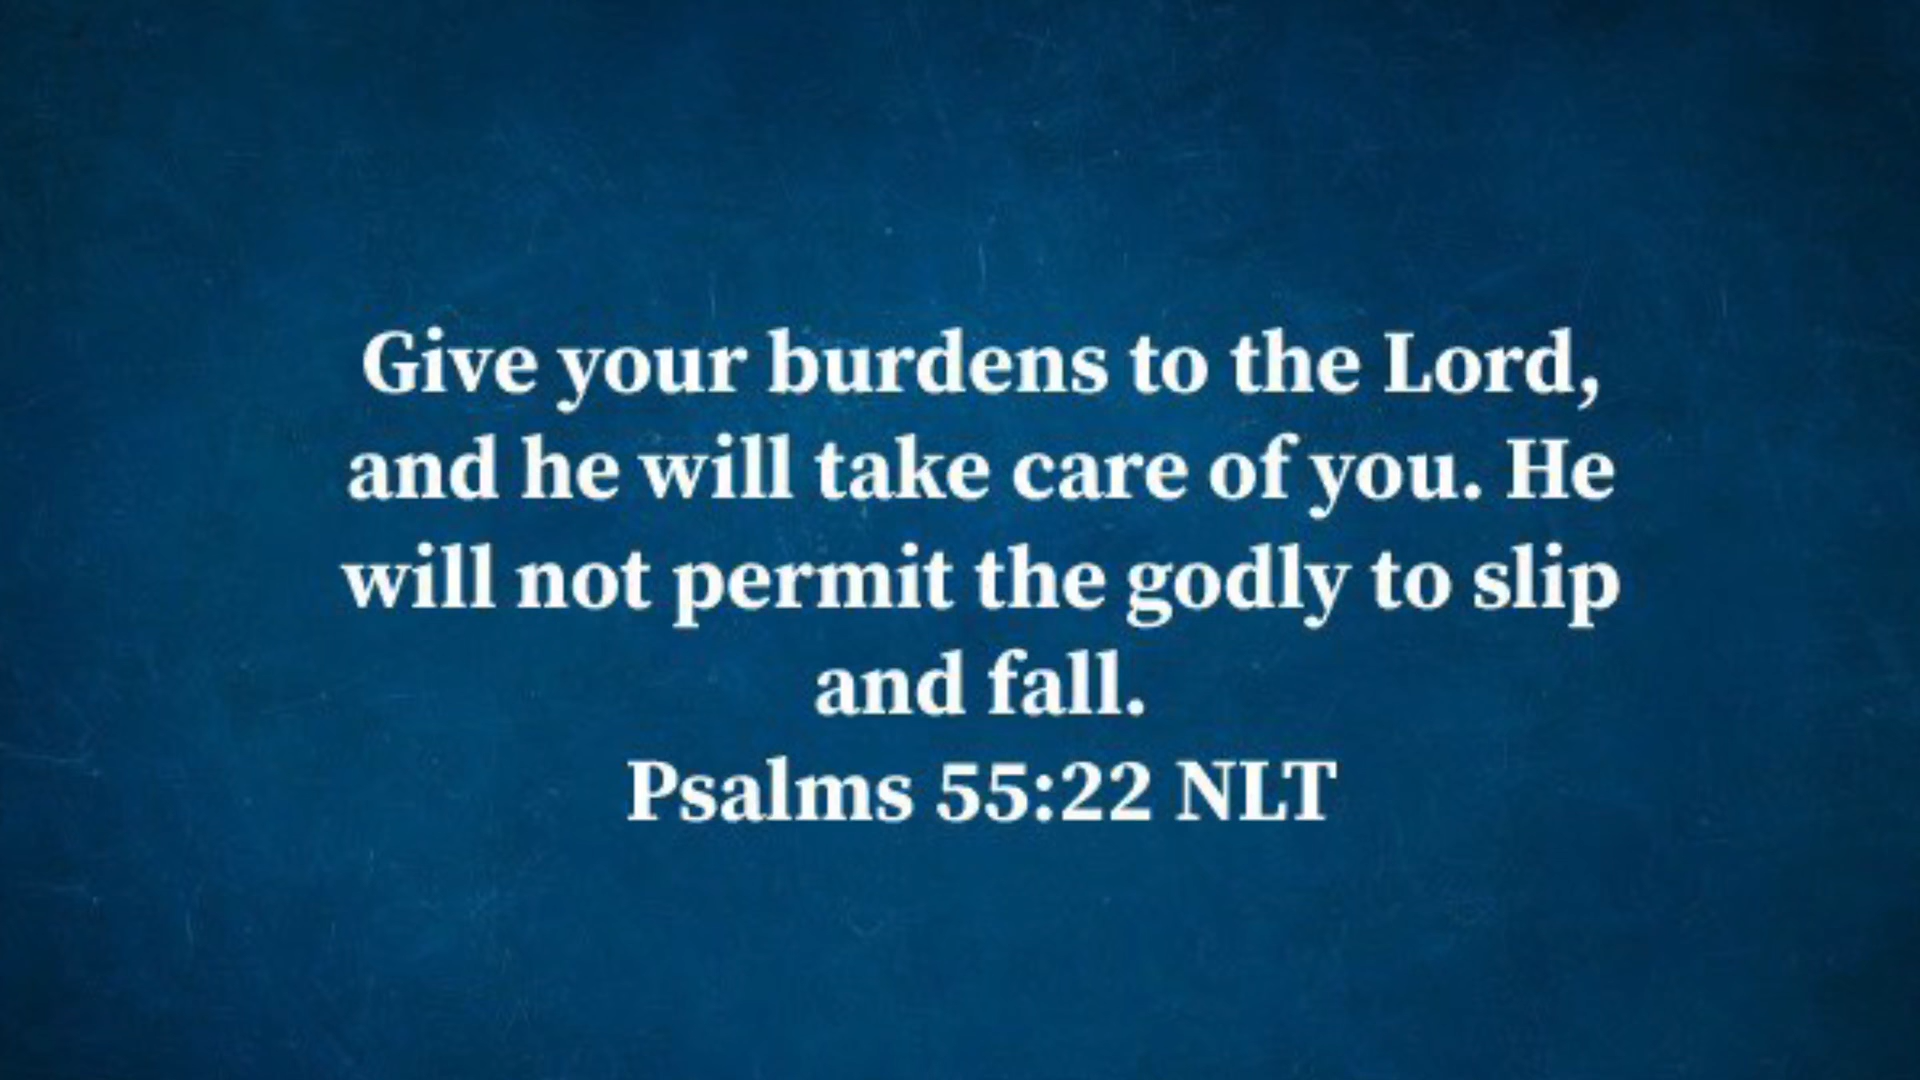 Give your burdens to the Lord,
and he will take care of you. He
will not permit the godly to slip
and fall.
Psalms 55:22 NLT